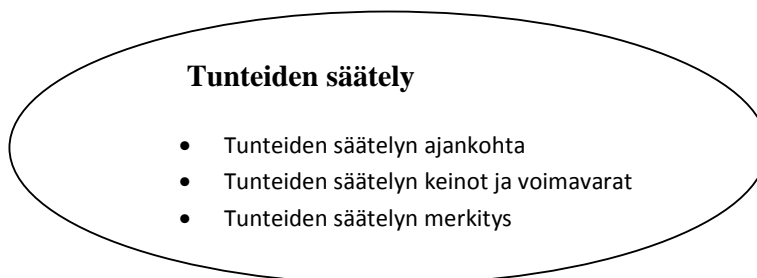 Tunteiden säätely
• Tunteiden säätelyn ajankohta
• Tunteiden säätelyn keinot ja voimavarat
• Tunteiden säätelyn merkitys